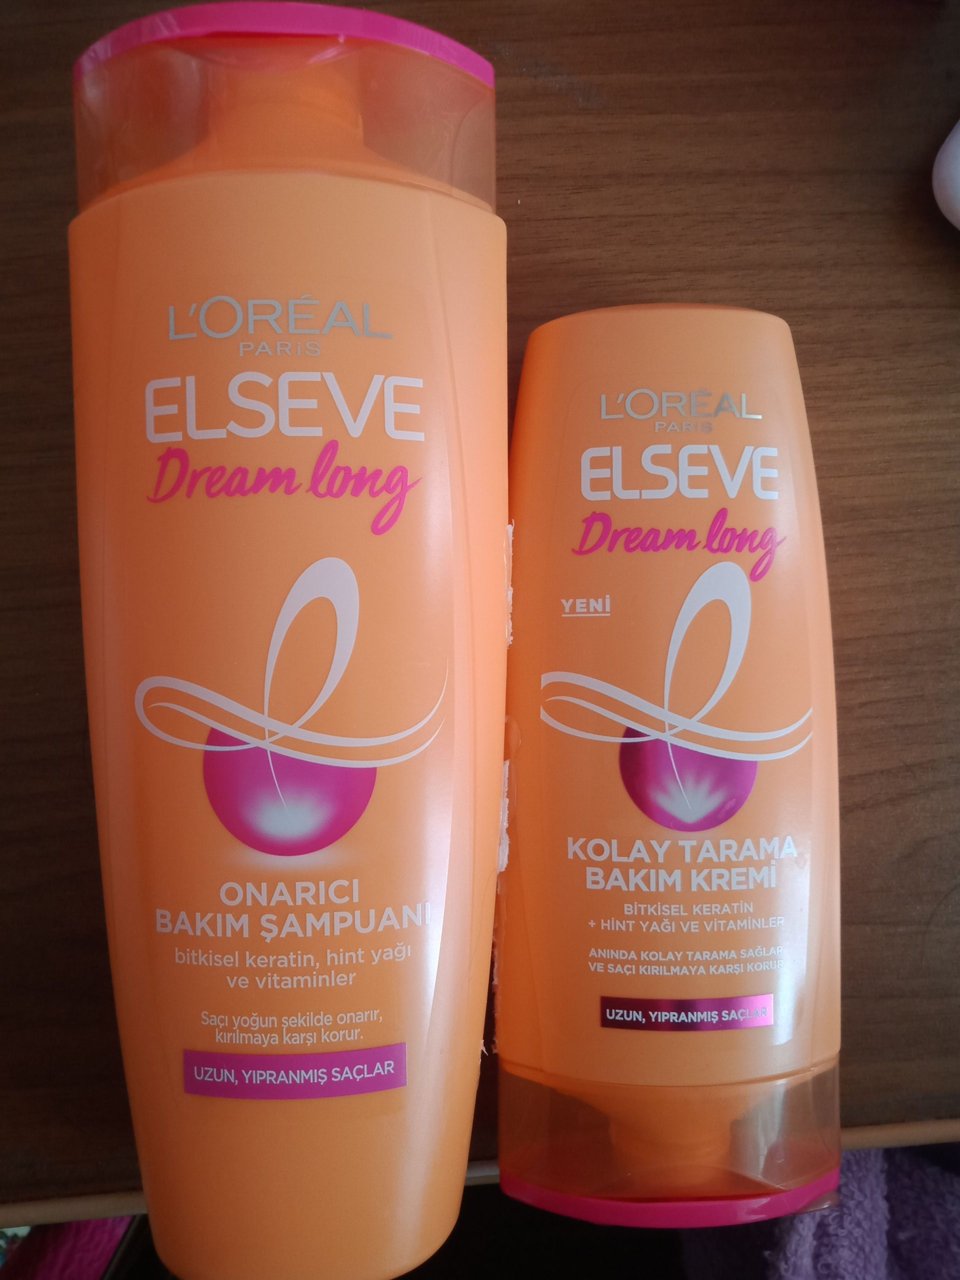 L'ORÉAL
PARiS
ELSEVE
Dream long
ONARICI
BAKIM ŞAMPUANI
bitkisel keratin, hint yağı
ve vitaminler
Saçı yoğun şekilde onarır,
kırılmaya karşı korur.
UZUN, YIPRANMIŞ SAÇLAR
L'ORÉAL
PARiS
ELSEVE
Dream long
YENİ
KOLAY TARAMA
BAKIM KREMİ
BİTKİSEL KERATİN
+ HİNT YAĞI VE VİTAMİNLER
ANINDA KOLAY TARAMA SAĞLAR
VE SAÇI KIRILMAYA KARŞI KORUR
UZUN, YIPRANMIŞ SAÇLAR